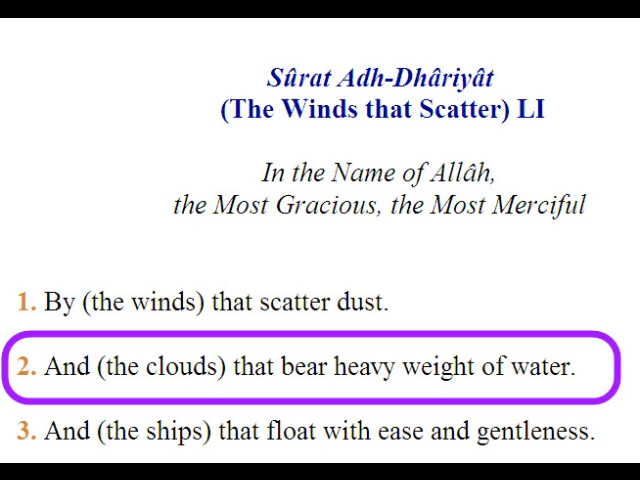 Sûrat Adh-Dhâriyât
(The Winds that Scatter) LI
In the Name of Allâh,
the Most Gracious, the Most Merciful
1. By (the winds) that scatter dust.
2. And (the clouds) that bear heavy weight of water.
3. And (the ships) that float with ease and gentleness.